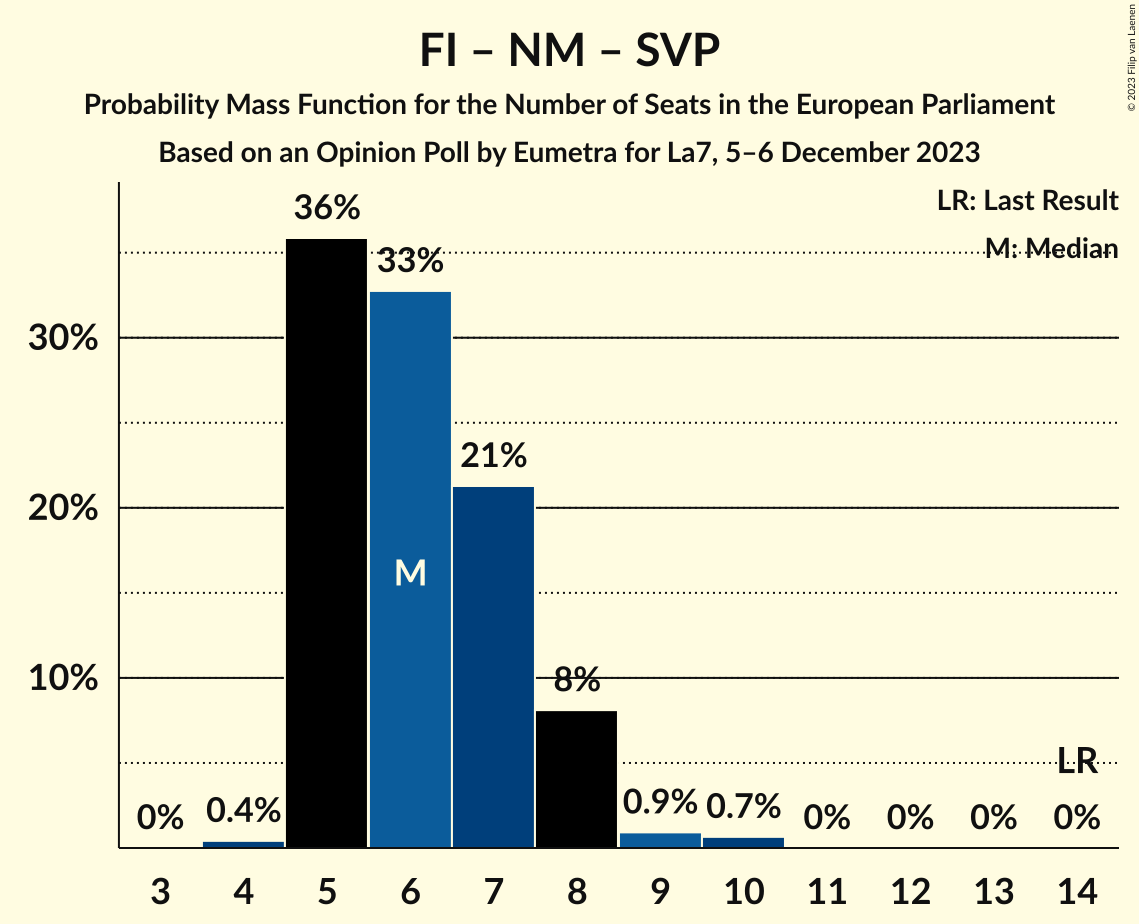 FI – NM – SVP
Probability Mass Function for the Number of Seats in the European Parliament
Based on an Opinion Poll by Eumetra for La7, 5–6 December 2023
© 2023 Filip van Laenen
LR: Last Result
M: Median
36%
33%
30%
21%
20%
M
10%
8%
LR
0% 0.4% 0.9% 0.7% 0% 0% 0% 0%
3 4 5 6 7 8 9 10 11 12 13 14